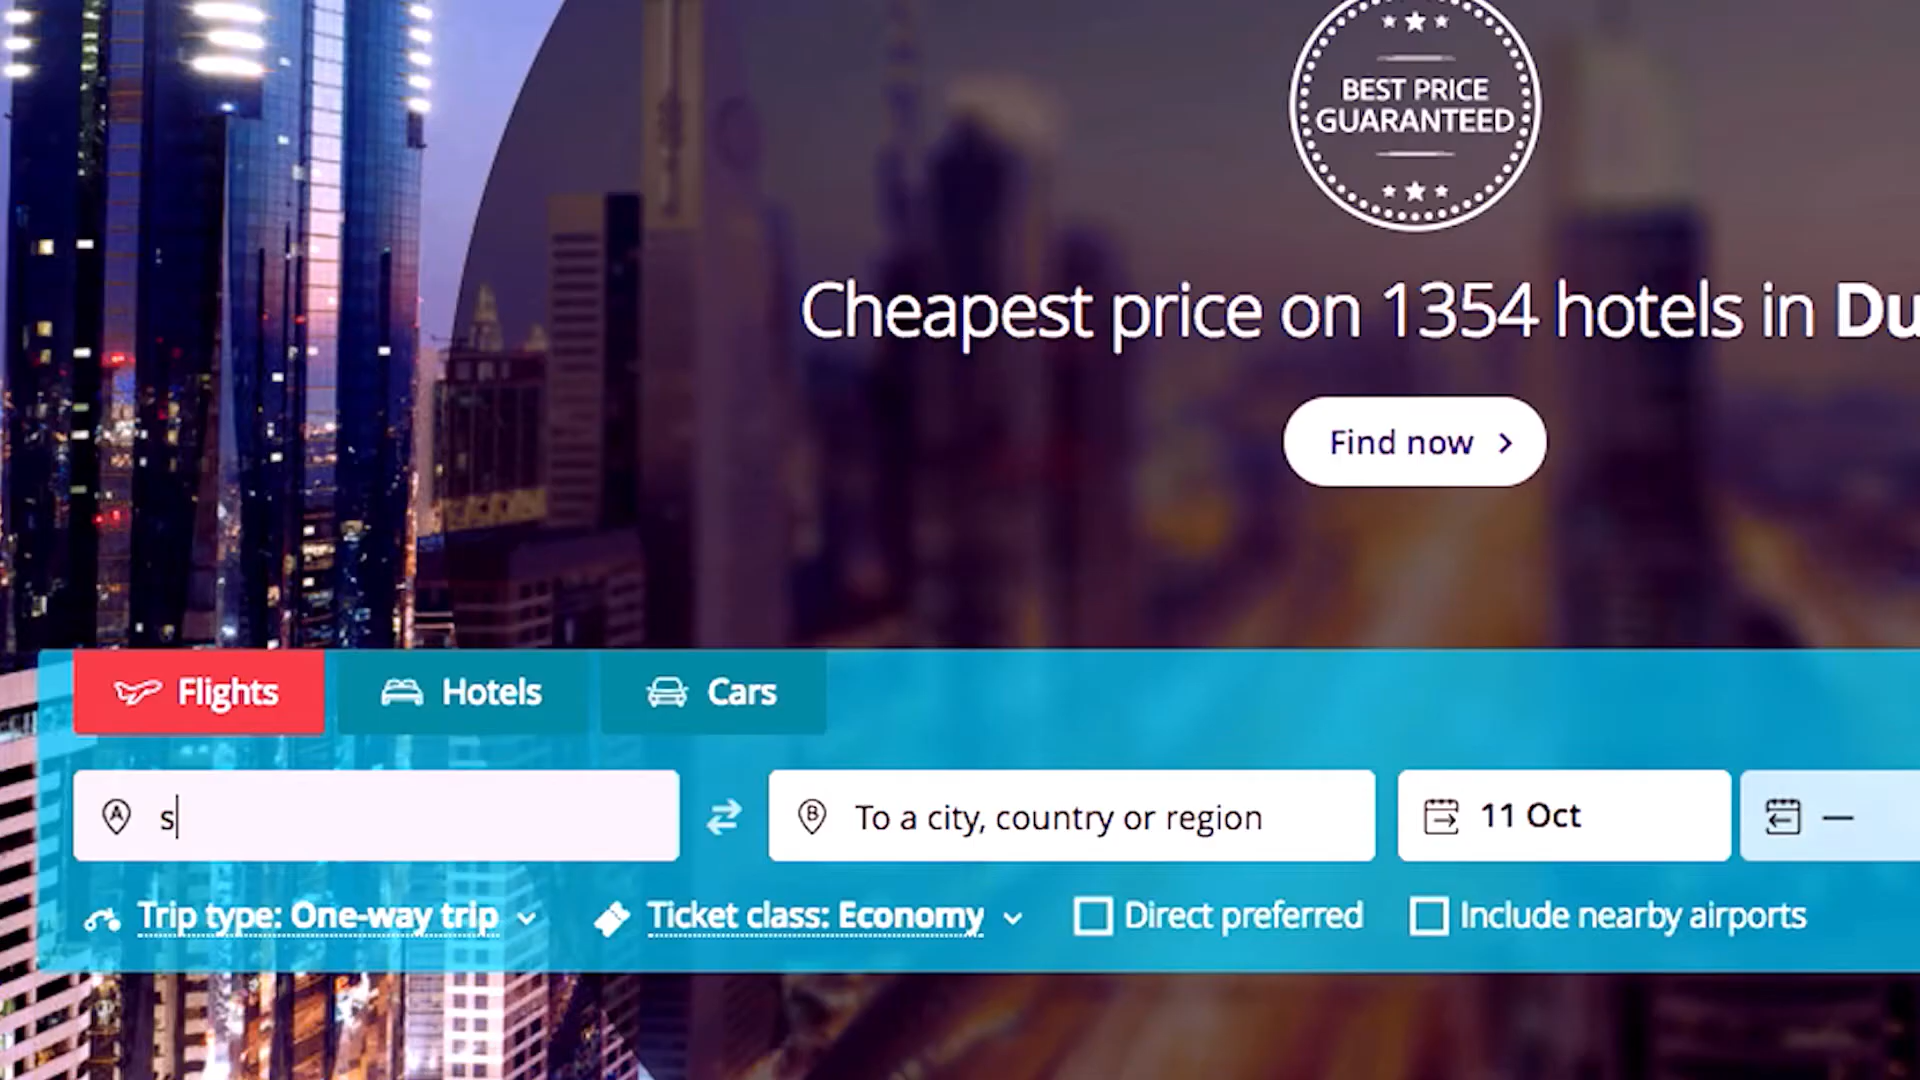 BEST PRICE
GUARANTEED
Cheapest price on 1354 hotels in Du
Find now
Flights Hotels Cars
A s B To a city, country or region 11 Oct —
Trip type: One-way trip Ticket class: Economy Direct preferred Include nearby airports